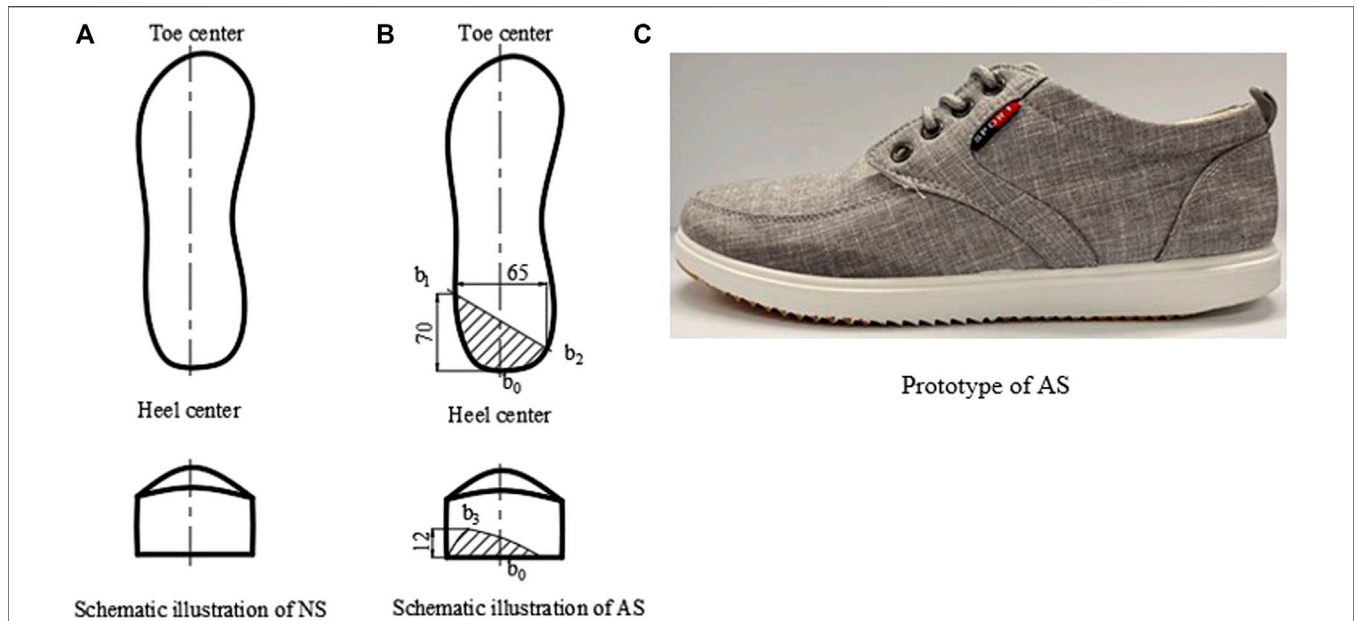 A
Toe center
Heel center
Schematic illustration of NS
B
Toe center
65
b1
70
b2
b0
Heel center
b3
12
b0
Schematic illustration of AS
C
SPORT
Prototype of AS